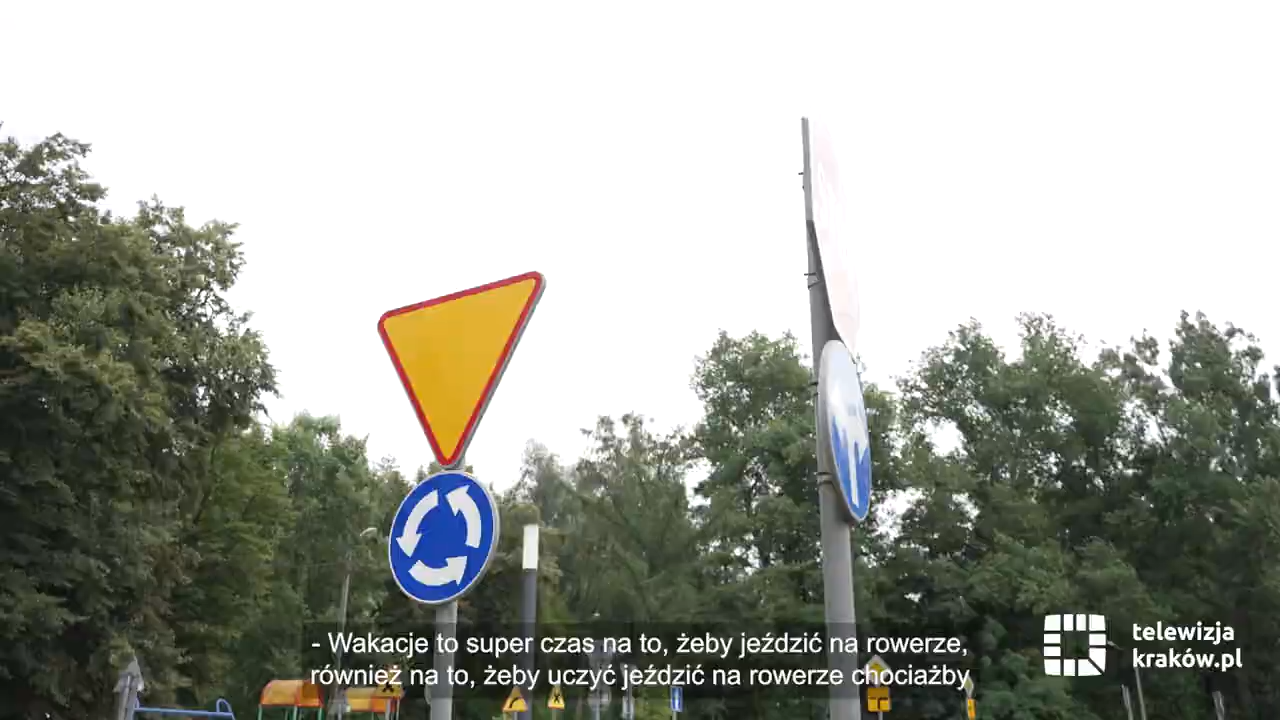 - Wakacje to super czas na to, żeby jeździć na rowerze,
również na to, żeby uczyć jeździć na rowerze chociażby
telewizja
kraków.pl